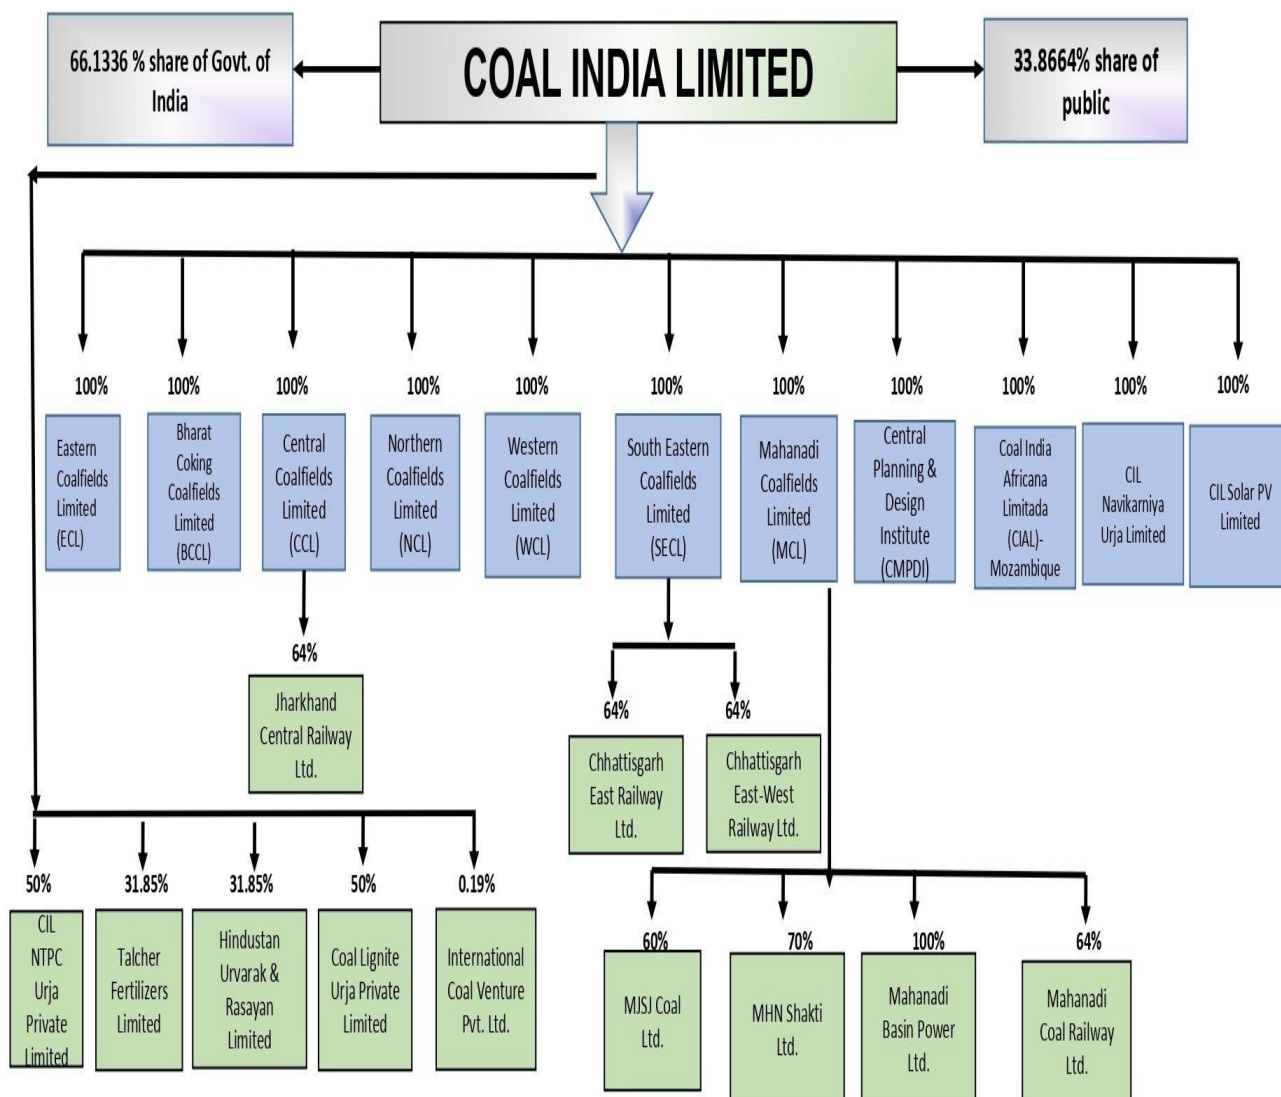 66.1336 % share of Govt. of
India
COAL INDIA LIMITED
33.8664% share of
public
100%
100%
100%
100%
100%
100%
100%
100%
100%
100%
100%
Eastern
Coalfields
Limited
(ECL)
Bharat
Coking
Coalfields
Limited
(BCCL)
Central
Coalfields
Limited
(CCL)
Northern
Coalfields
Limited
(NCL)
Western
Coalfields
Limited
(WCL)
South Eastern
Coalfields
Limited
(SECL)
Mahanadi
Coalfields
Limited
(MCL)
Central
Planning &
Design
Institute
(CMPDI)
Coal India
Africana
Limitada
(CIAL)-
Mozambique
CIL
Navikarniya
Urja Limited
CIL Solar PV
Limited
64%
Jharkhand
Central Railway
Ltd.
64%
64%
Chhattisgarh
East Railway
Ltd.
Chhattisgarh
East-West
Railway Ltd.
50%
31.85%
31.85%
50%
0.19%
CIL
NTPC
Urja
Private
Limited
Talcher
Fertilizers
Limited
Hindustan
Urvarak &
Rasayan
Limited
Coal Lignite
Urja Private
Limited
International
Coal Venture
Pvt. Ltd.
60%
70%
100%
64%
MJSJ Coal
Ltd.
MHN Shakti
Ltd.
Mahanadi
Basin Power
Ltd.
Mahanadi
Coal Railway
Ltd.